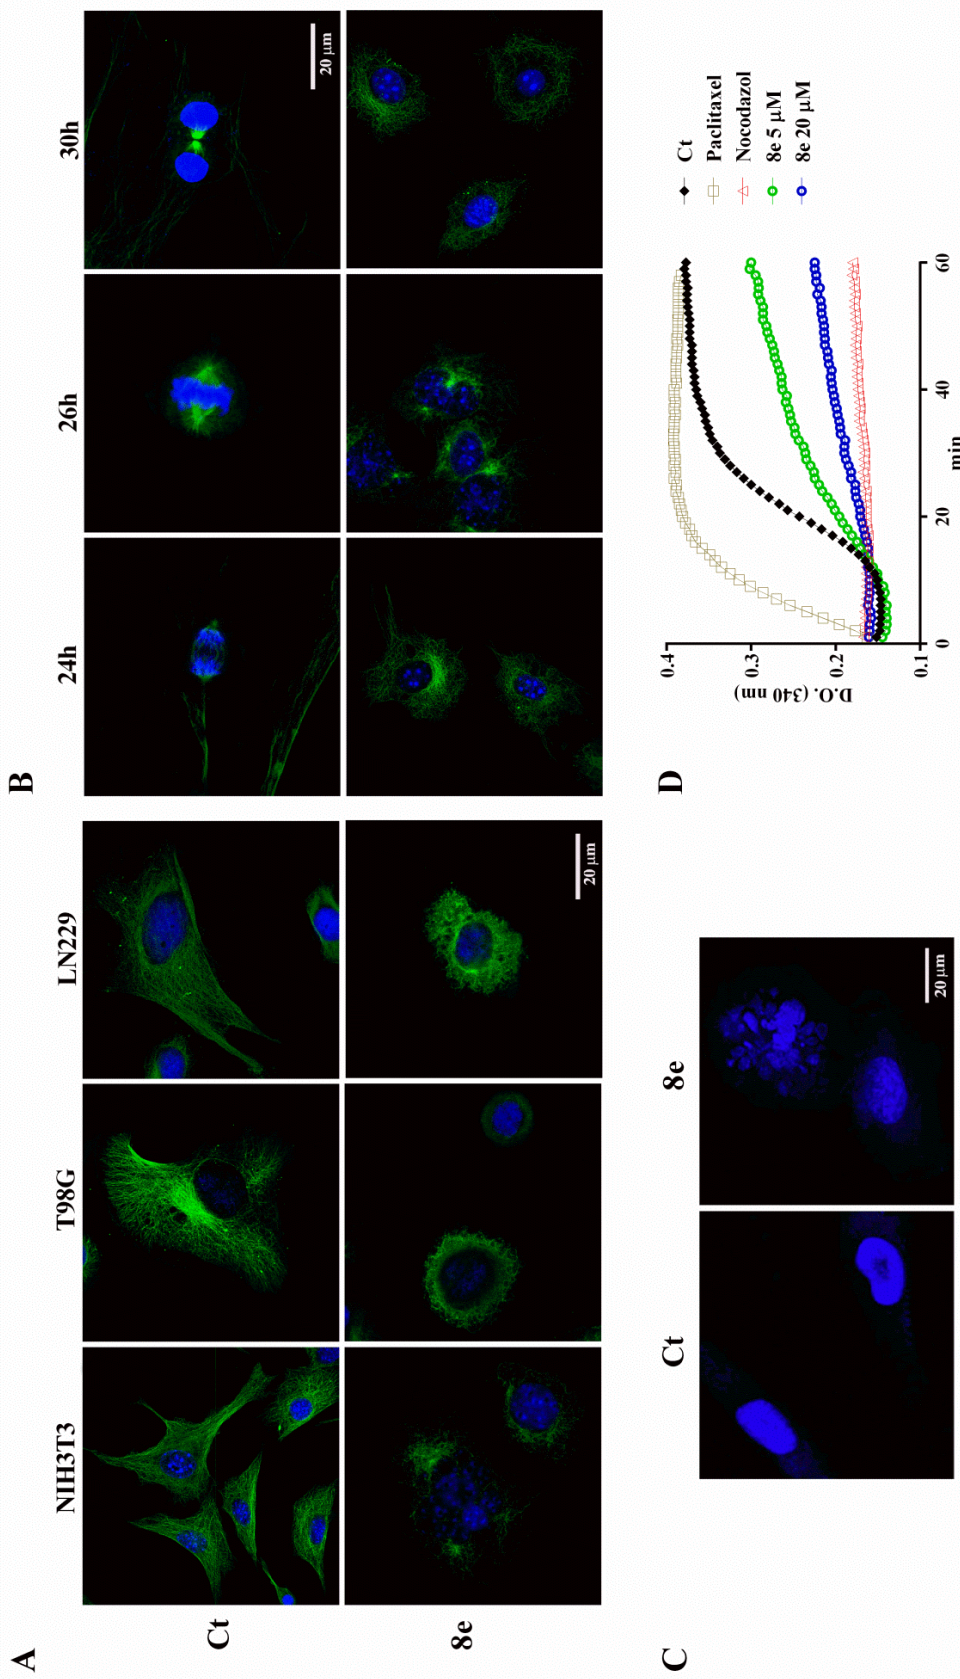 A
NIH3T3
T98G
LN229
Ct
8e
20 µm
B
24h
26h
30h
20 µm
C
Ct
8e
20 µm
D
D.O. (340 nm)
0.4
0.3
0.2
0.1
0
20
40
60
min
Ct
Paclitaxel
Nocodazol
8e 5 µM
8e 20 µM